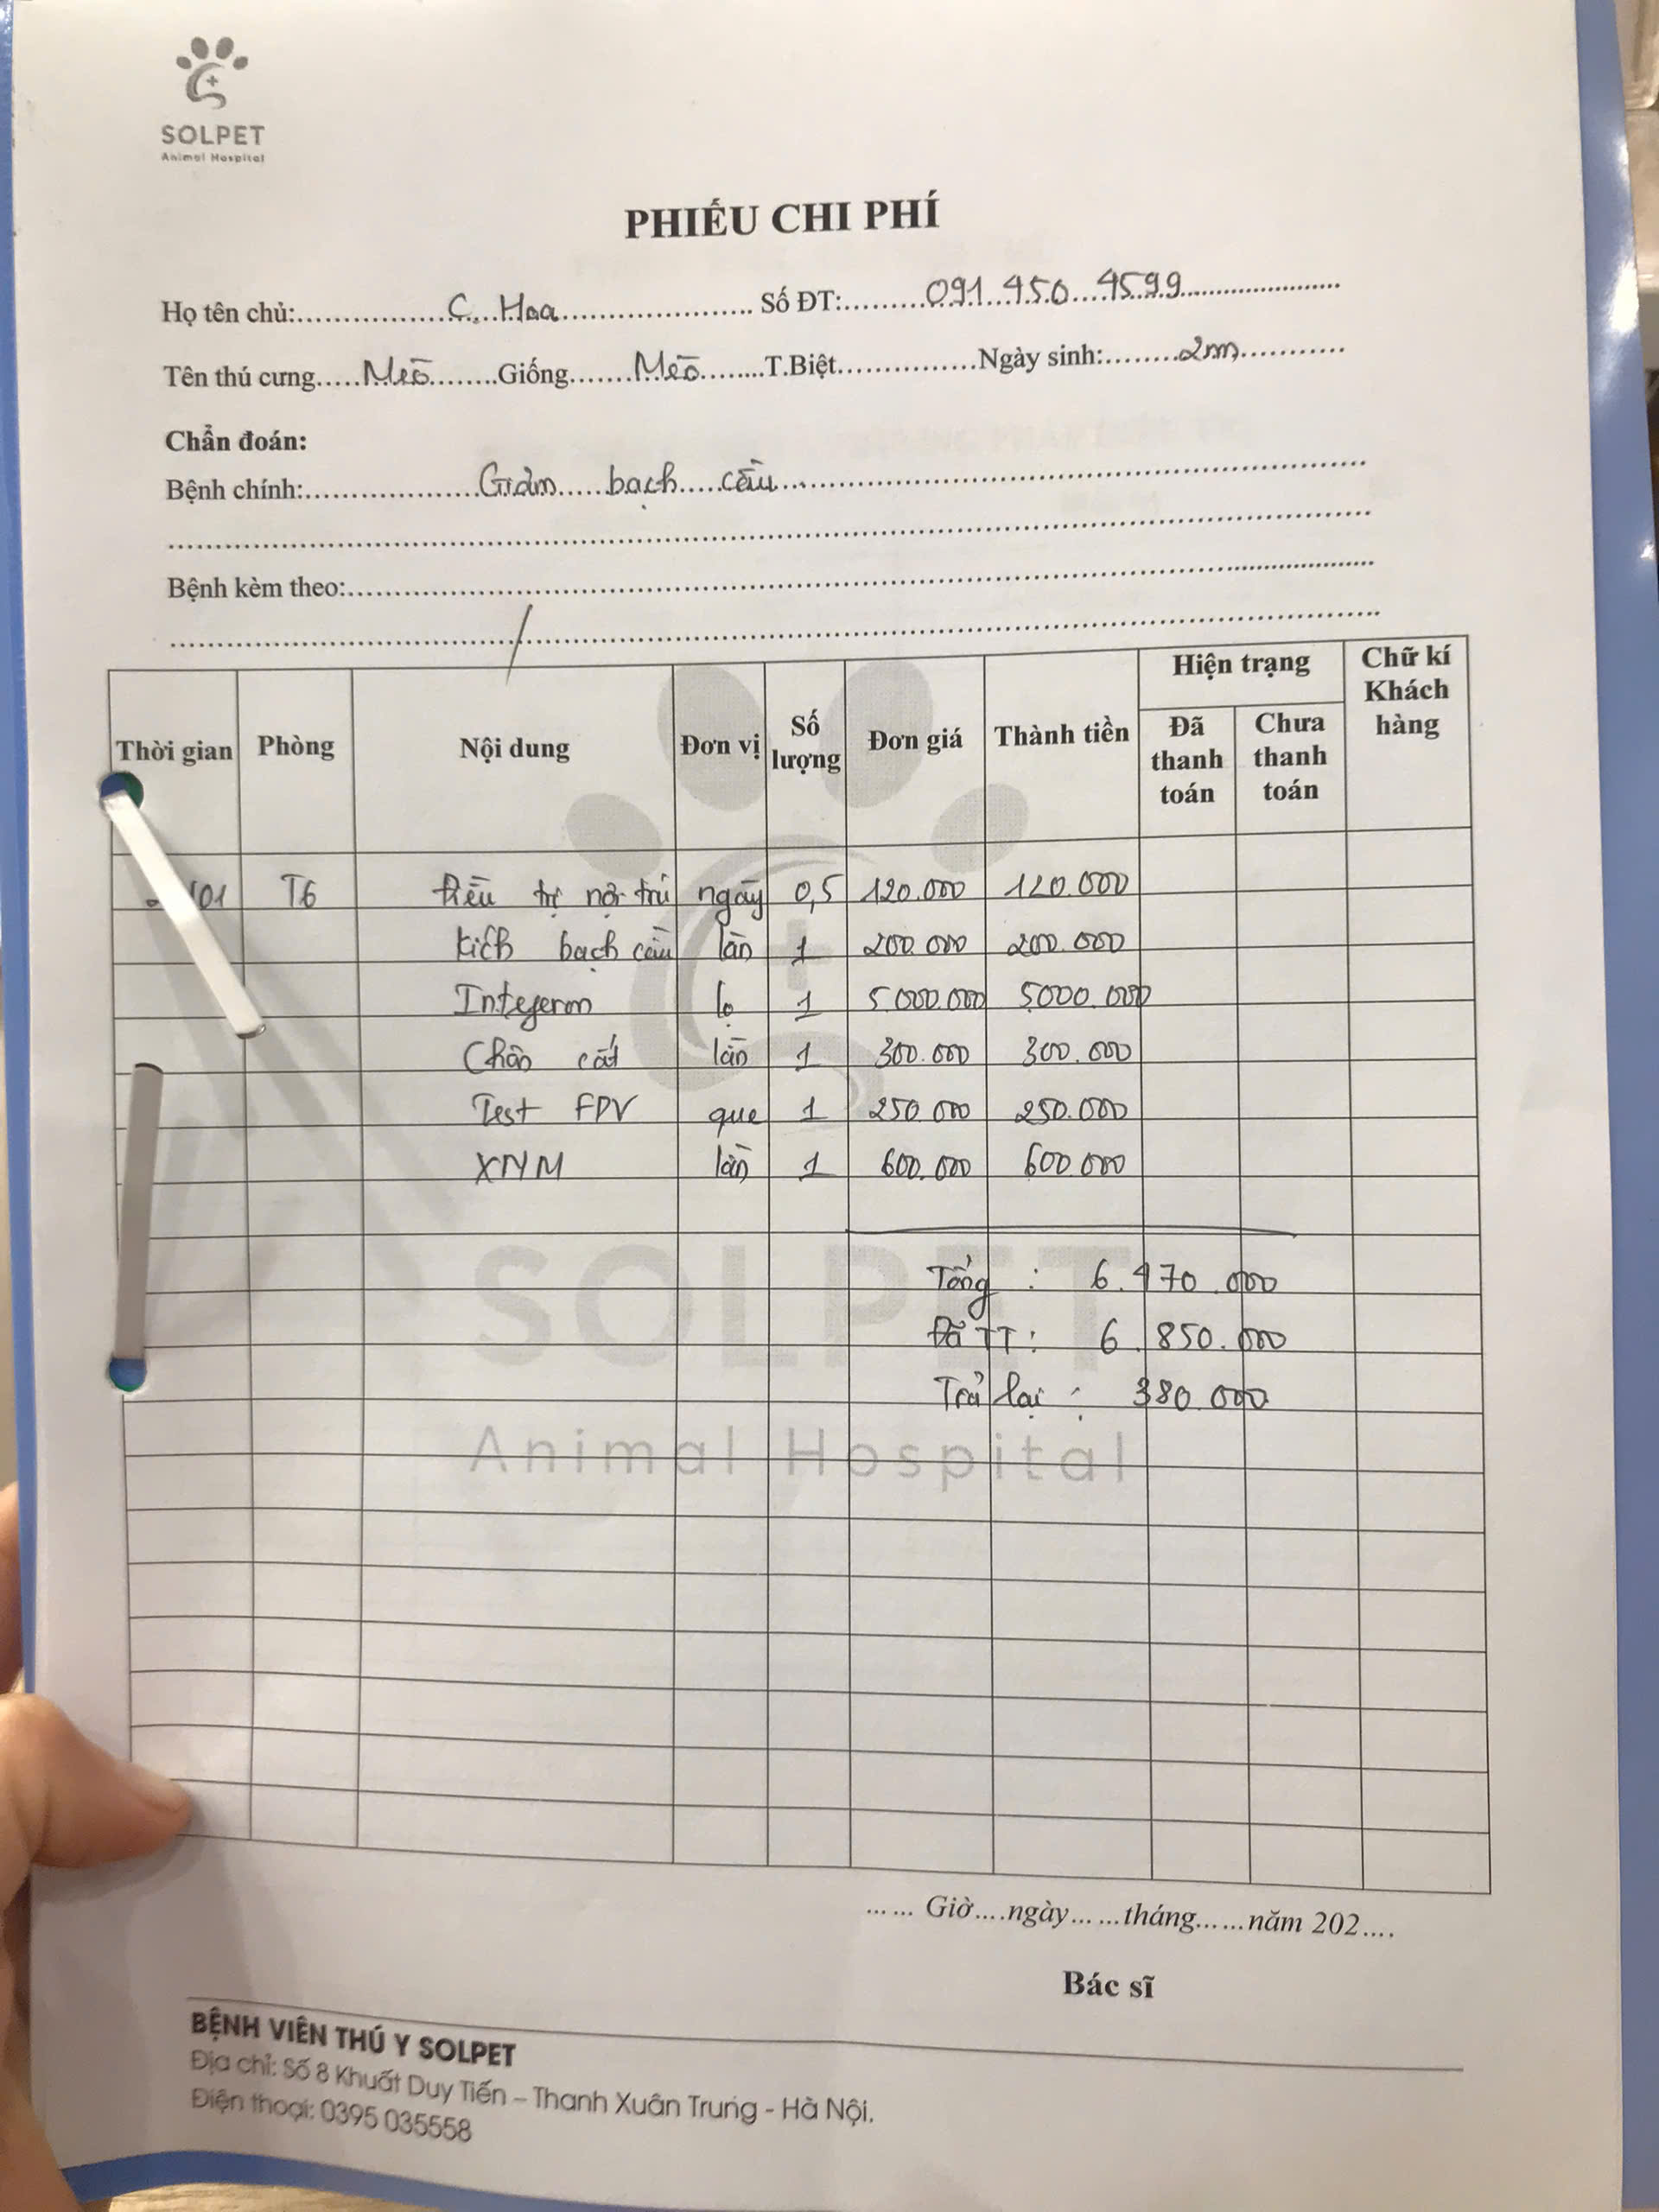 SOLPET
Animal Hospital
PHIẾU CHI PHÍ
Họ tên chủ: C. Hoa Số ĐT: 091 450 4599
Tên thú cưng Mèo Giống Mèo T.Biệt Ngày sinh: 2m
Chẩn đoán:
Bệnh chính: Giảm bạch cầu
Bệnh kèm theo:
Thời gian Phòng Nội dung Đơn vị Số lượng Đơn giá Thành tiền Hiện trạng Đã thanh toán Chưa thanh toán Chữ kí Khách hàng
/01 T6 Điều trị nội trú ngày 0,5 120.000 120.000
Kích bạch cầu lần 1 200.000 200.000
Inteferon lọ 1 5.000.000 5000.000
Chôn cất lần 1 300.000 300.000
Test FPV que 1 250.000 250.000
XNM lần 1 600.000 600.000
Tổng : 6.470.000
Đã TT: 6.850.000
Trả lại : 380.000
SOLPET
Animal Hospital
...... Giờ....ngày......tháng......năm 202....
Bác sĩ
BỆNH VIÊN THÚ Y SOLPET
Địa chỉ: Số 8 Khuất Duy Tiến – Thanh Xuân Trung - Hà Nội.
Điện thoại: 0395 035558